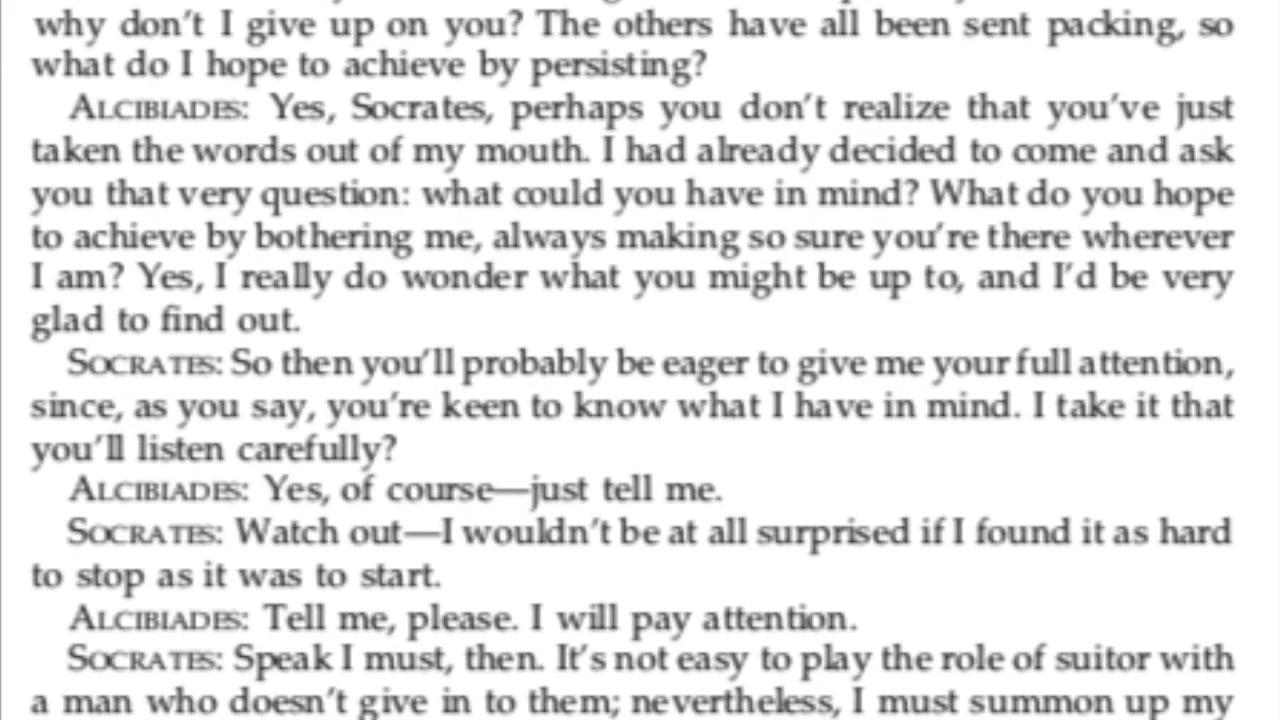 why don't I give up on you? The others have all been sent packing, so
what do I hope to achieve by persisting?
ALCIBIADES: Yes, Socrates, perhaps you don't realize that you've just
taken the words out of my mouth. I had already decided to come and ask
you that very question: what could you have in mind? What do you hope
to achieve by bothering me, always making so sure you're there wherever
I am? Yes, I really do wonder what you might be up to, and I'd be very
glad to find out.
SOCRATES: So then you'll probably be eager to give me your full attention,
since, as you say, you're keen to know what I have in mind. I take it that
you'll listen carefully?
ALCIBIADES: Yes, of course—just tell me.
SOCRATES: Watch out—I wouldn't be at all surprised if I found it as hard
to stop as it was to start.
ALCIBIADES: Tell me, please. I will pay attention.
SOCRATES: Speak I must, then. It's not easy to play the role of suitor with
a man who doesn't give in to them; nevertheless, I must summon up my